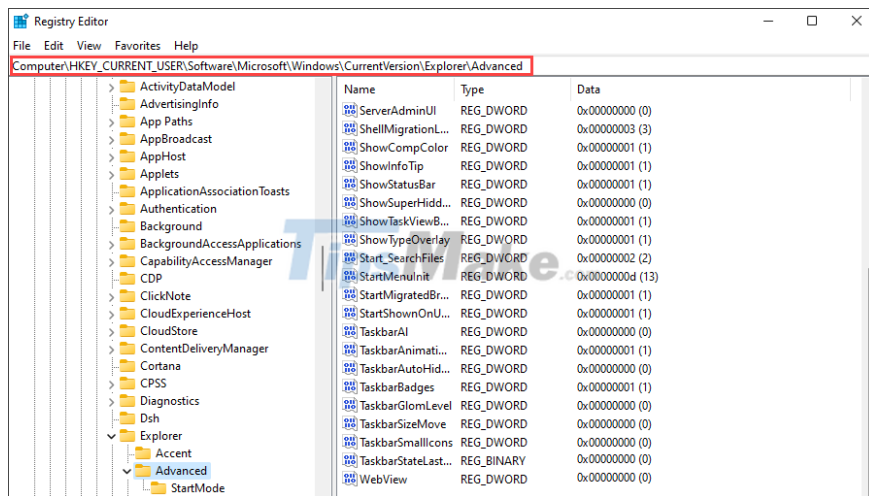 Registry Editor
File Edit View Favorites Help
Computer\HKEY_CURRENT_USER\Software\Microsoft\Windows\CurrentVersion\Explorer\Advanced
ActivityDataModel
AdvertisingInfo
App Paths
AppBroadcast
AppHost
Applets
ApplicationAssociationToasts
Authentication
Background
BackgroundAccessApplications
CapabilityAccessManager
CDP
ClickNote
CloudExperienceHost
CloudStore
ContentDeliveryManager
Cortana
CPSS
Diagnostics
Dsh
Explorer
Accent
Advanced
StartMode
Name Type Data
ServerAdminUI REG_DWORD 0x00000000 (0)
ShellMigrationL... REG_DWORD 0x00000003 (3)
ShowCompColor REG_DWORD 0x00000001 (1)
ShowInfoTip REG_DWORD 0x00000001 (1)
ShowStatusBar REG_DWORD 0x00000001 (1)
ShowSuperHidd... REG_DWORD 0x00000000 (0)
ShowTaskViewB... REG_DWORD 0x00000001 (1)
ShowTypeOverlay REG_DWORD 0x00000001 (1)
Start_SearchFiles REG_DWORD 0x00000002 (2)
StartMenuInit REG_DWORD 0x0000000d (13)
StartMigratedBr... REG_DWORD 0x00000001 (1)
StartShownOnU... REG_DWORD 0x00000001 (1)
TaskbarAl REG_DWORD 0x00000000 (0)
TaskbarAnimati... REG_DWORD 0x00000001 (1)
TaskbarAutoHid... REG_DWORD 0x00000000 (0)
TaskbarBadges REG_DWORD 0x00000001 (1)
TaskbarGlomLevel REG_DWORD 0x00000000 (0)
TaskbarSizeMove REG_DWORD 0x00000000 (0)
TaskbarSmallIcons REG_DWORD 0x00000000 (0)
TaskbarStateLast... REG_BINARY 0x00000000 (0)
WebView REG_DWORD 0x00000000 (0)
TipsMake.com